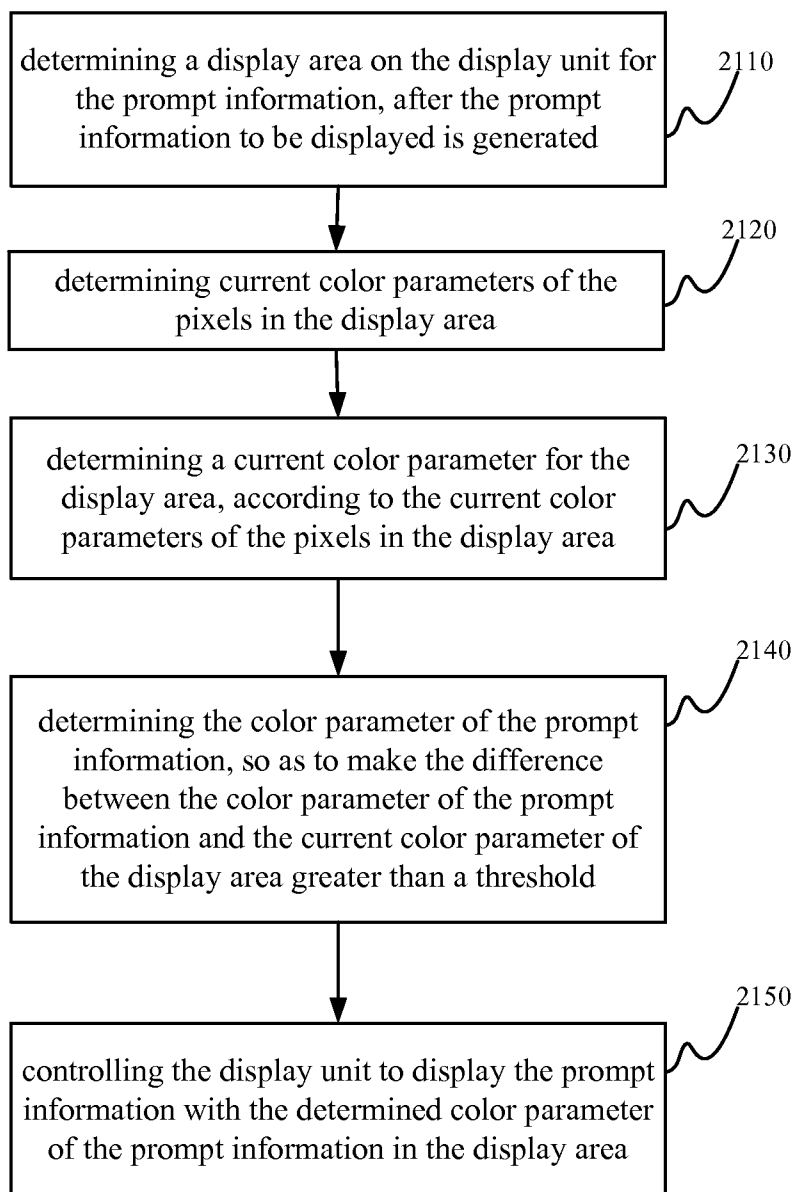 determining a display area on the display unit for
the prompt information, after the prompt
information to be displayed is generated
2110
determining current color parameters of the
pixels in the display area
2120
determining a current color parameter for the
display area, according to the current color
parameters of the pixels in the display area
2130
determining the color parameter of the prompt
information, so as to make the difference
between the color parameter of the prompt
information and the current color parameter of
the display area greater than a threshold
2140
controlling the display unit to display the prompt
information with the determined color parameter
of the prompt information in the display area
2150